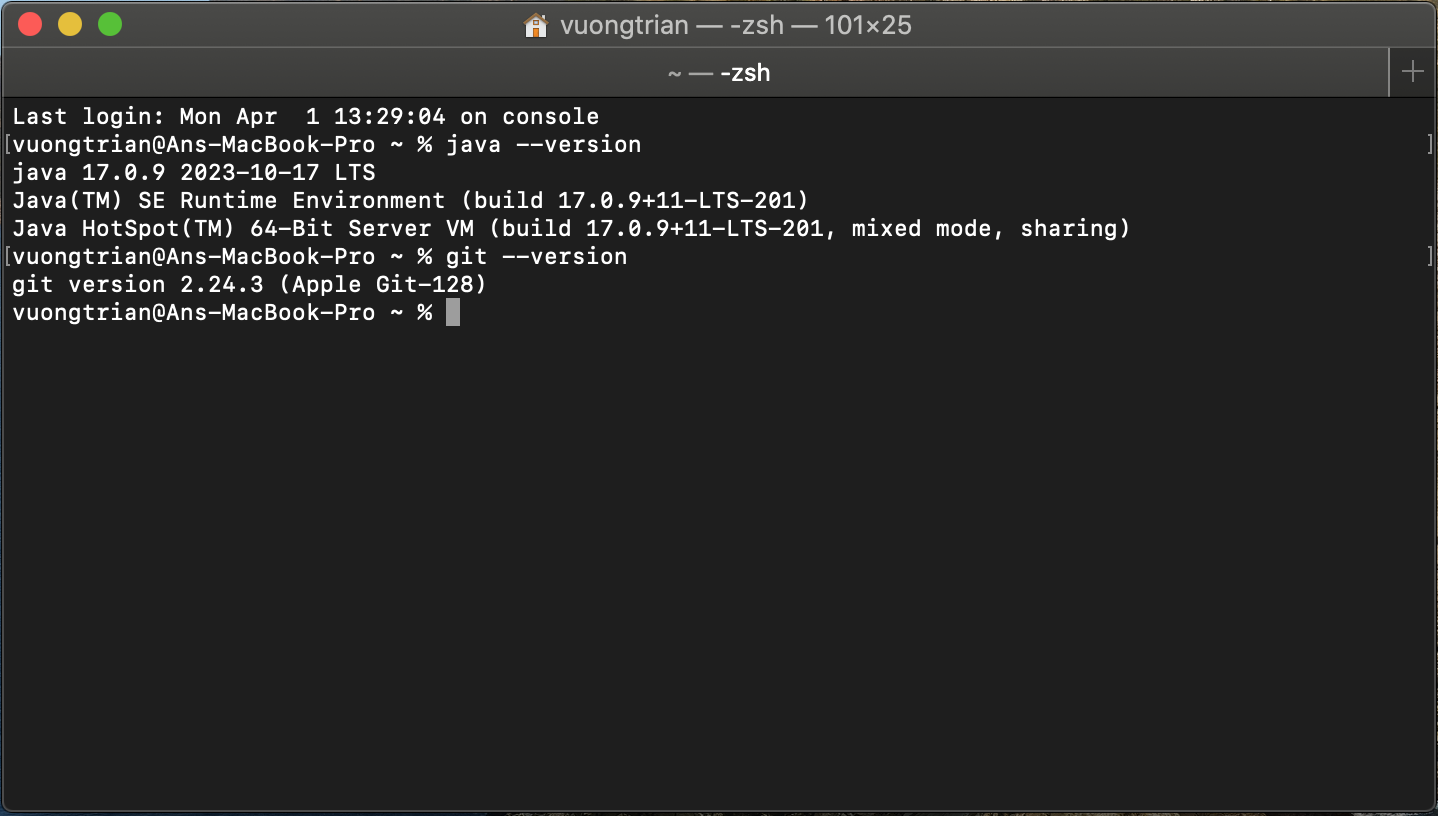 vuongtrian — -zsh — 101×25
~ — -zsh
Last login: Mon Apr  1 13:29:04 on console
[vuongtrian@Ans-MacBook-Pro ~ % java --version ]
java 17.0.9 2023-10-17 LTS
Java(TM) SE Runtime Environment (build 17.0.9+11-LTS-201)
Java HotSpot(TM) 64-Bit Server VM (build 17.0.9+11-LTS-201, mixed mode, sharing)
[vuongtrian@Ans-MacBook-Pro ~ % git --version ]
git version 2.24.3 (Apple Git-128)
vuongtrian@Ans-MacBook-Pro ~ %